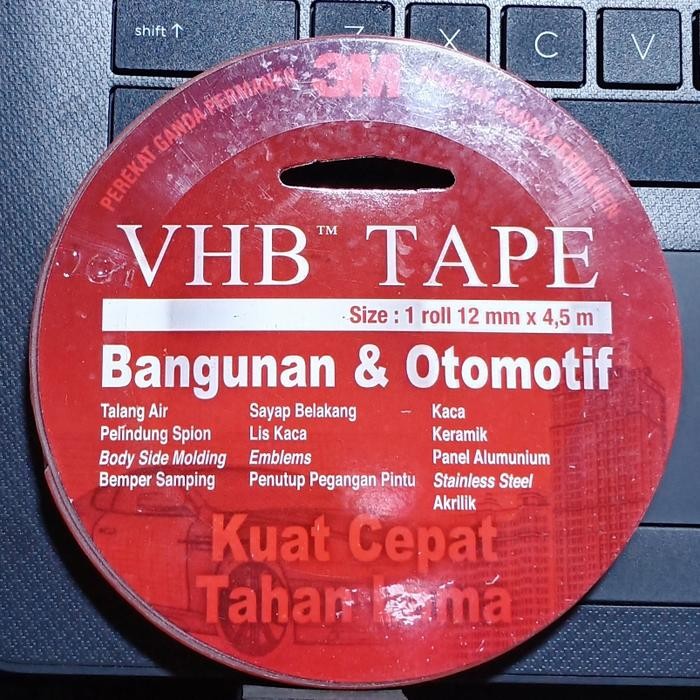 shift ↑
Z X C V
3M
PEREKAT GANDA PERMANEN
PEREKAT GANDA PERMANEN
VHB™ TAPE
Size : 1 roll 12 mm x 4,5 m
Bangunan & Otomotif
Talang Air Sayap Belakang Kaca
Pelindung Spion Lis Kaca Keramik
Body Side Molding Emblems Panel Alumunium
Bemper Samping Penutup Pegangan Pintu Stainless Steel
Akrilik
Kuat Cepat
Tahan Lama